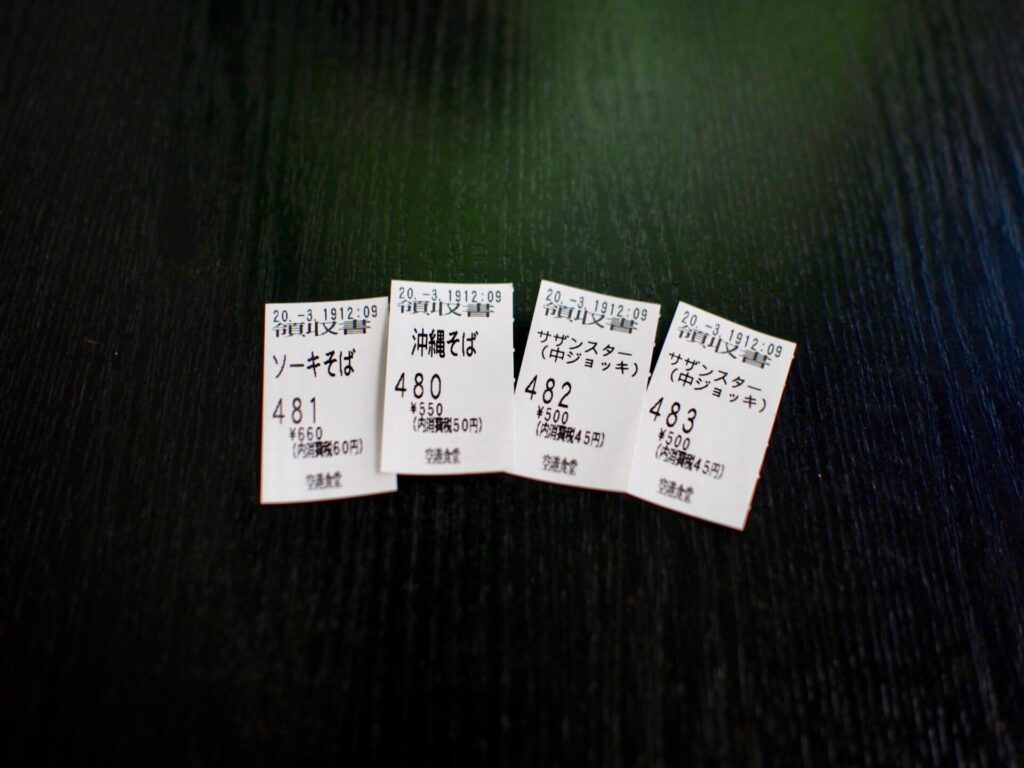 20.-3.1912:09
領収書
ソーキそば
481
¥660
(内消費税60円)
空港食堂
20.-3.1912:09
領収書
沖縄そば
480
¥550
(内消費税50円)
空港食堂
20.-3.1912:09
領収書
サザンスター
(中ジョッキ)
482
¥500
(内消費税45円)
空港食堂
20.-3.1912:09
領収書
サザンスター
(中ジョッキ)
483
¥500
(内消費税45円)
空港食堂